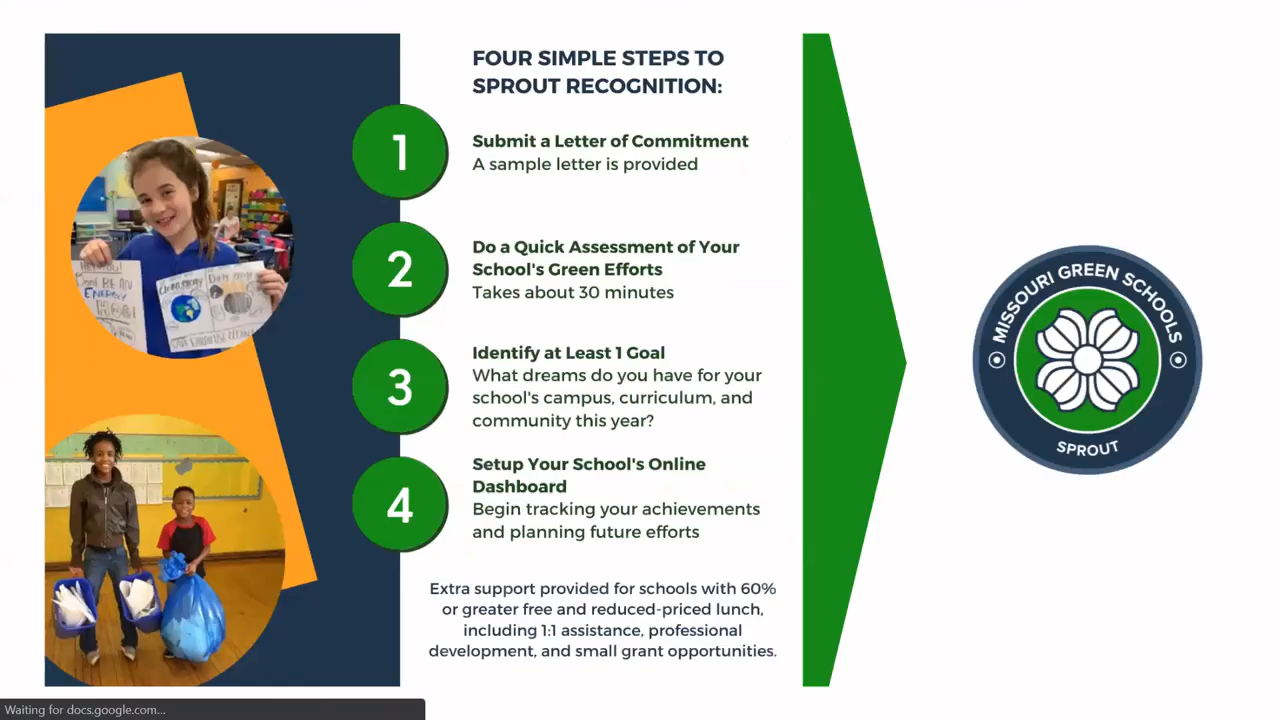 FOUR SIMPLE STEPS TO
SPROUT RECOGNITION:
1
Submit a Letter of Commitment
A sample letter is provided
2
Do a Quick Assessment of Your
School's Green Efforts
Takes about 30 minutes
3
Identify at Least 1 Goal
What dreams do you have for your
school's campus, curriculum, and
community this year?
4
Setup Your School's Online
Dashboard
Begin tracking your achievements
and planning future efforts
Extra support provided for schools with 60%
or greater free and reduced-priced lunch,
including 1:1 assistance, professional
development, and small grant opportunities.
MISSOURI GREEN SCHOOLS
SPROUT
BE AN
ENERGY
Waiting for docs.google.com...